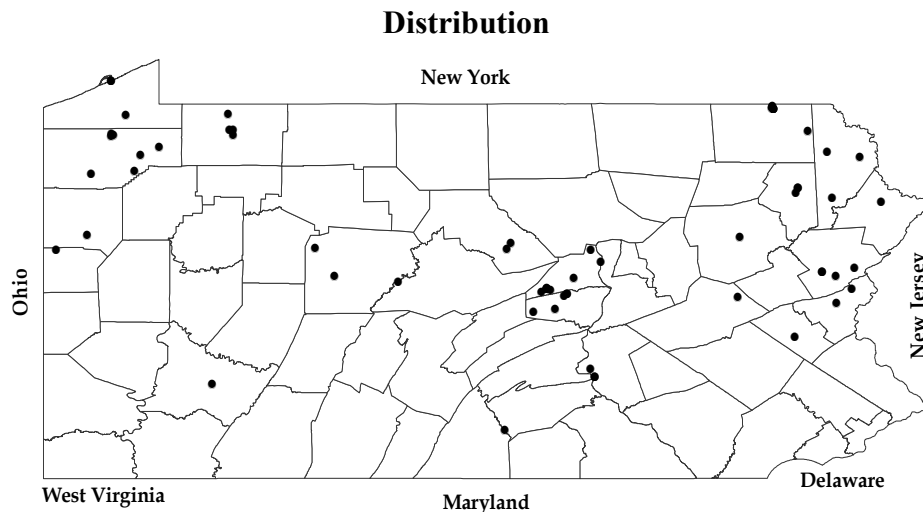 Distribution
New York
Ohio
New Jersey
West Virginia
Maryland
Delaware